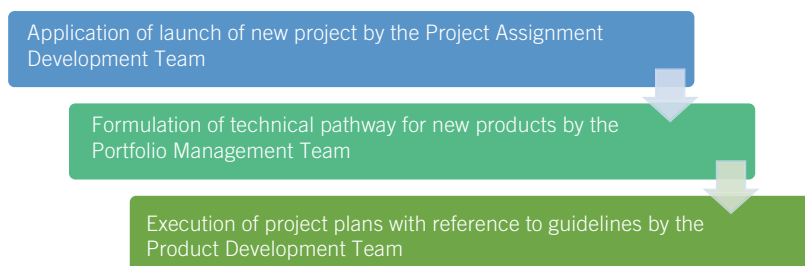 Application of launch of new project by the Project Assignment
Development Team
Formulation of technical pathway for new products by the
Portfolio Management Team
Execution of project plans with reference to guidelines by the
Product Development Team